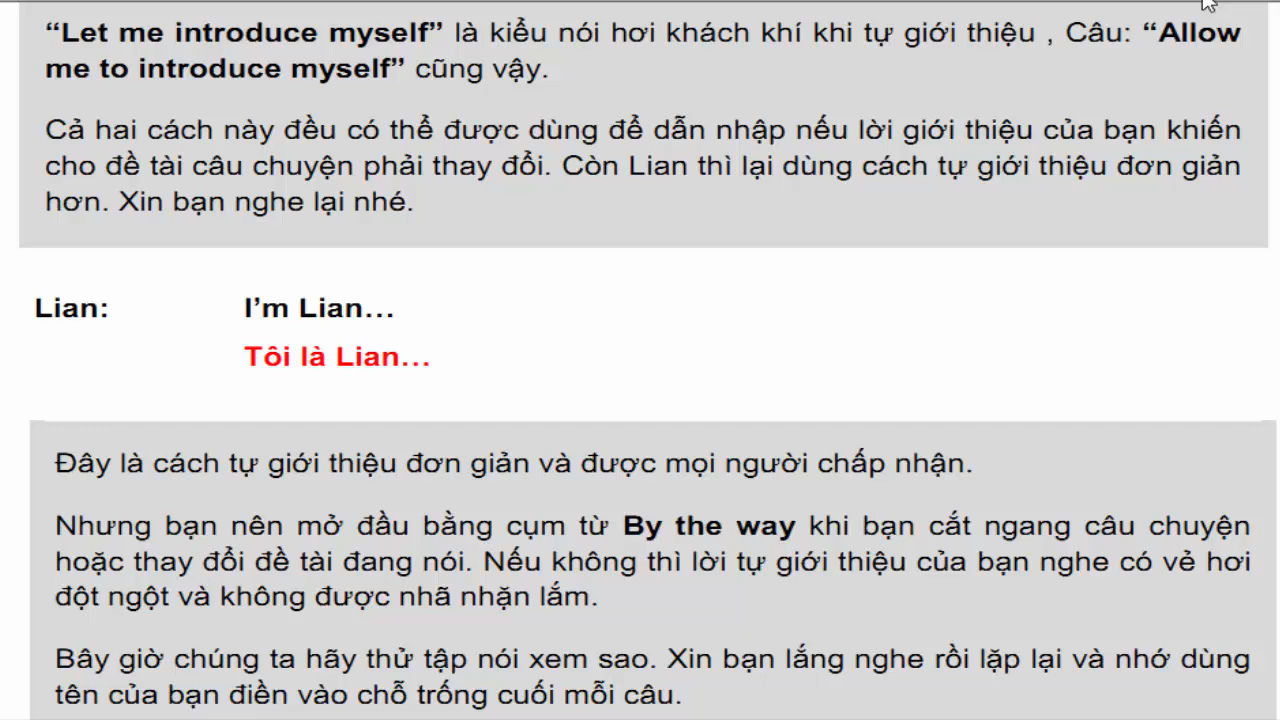 “Let me introduce myself” là kiểu nói hơi khách khí khi tự giới thiệu , Câu: “Allow
me to introduce myself” cũng vậy.
Cả hai cách này đều có thể được dùng để dẫn nhập nếu lời giới thiệu của bạn khiến
cho đề tài câu chuyện phải thay đổi. Còn Lian thì lại dùng cách tự giới thiệu đơn giản
hơn. Xin bạn nghe lại nhé.
Lian: I’m Lian…
Tôi là Lian…
Đây là cách tự giới thiệu đơn giản và được mọi người chấp nhận.
Nhưng bạn nên mở đầu bằng cụm từ By the way khi bạn cắt ngang câu chuyện
hoặc thay đổi đề tài đang nói. Nếu không thì lời tự giới thiệu của bạn nghe có vẻ hơi
đột ngột và không được nhã nhặn lắm.
Bây giờ chúng ta hãy thử tập nói xem sao. Xin bạn lắng nghe rồi lặp lại và nhớ dùng
tên của bạn điền vào chỗ trống cuối mỗi câu.